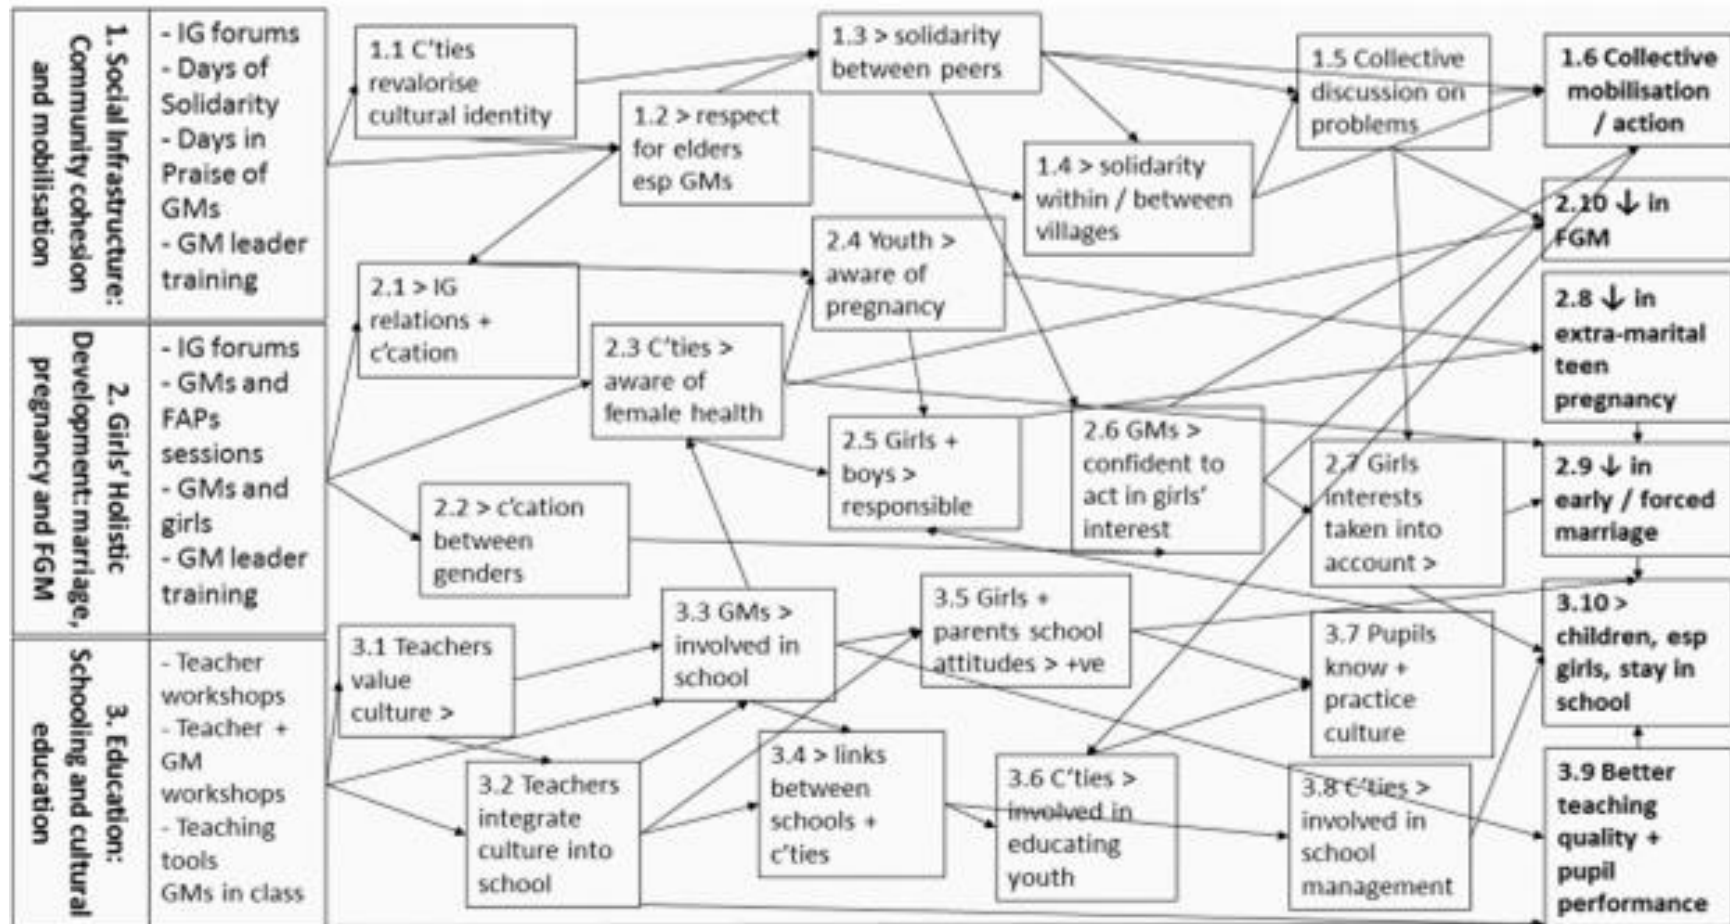 1. Social Infrastructure:
Community cohesion
and mobilisation
- IG forums
- Days of
Solidarity
- Days in
Praise of
GMs
- GM leader
training
1.1 C'ties
revalorise
cultural identity
1.2 > respect
for elders
esp GMs
1.3 > solidarity
between peers
1.4 > solidarity
within / between
villages
1.5 Collective
discussion on
problems
1.6 Collective
mobilisation
/ action
2. Girls' Holistic
Development: marriage,
pregnancy and FGM
- IG forums
- GMs and
FAPs
sessions
- GMs and
girls
- GM leader
training
2.1 > IG
relations +
c'cation
2.2 > c'cation
between
genders
2.3 C'ties >
aware of
female health
2.4 Youth >
aware of
pregnancy
2.5 Girls +
boys >
responsible
2.6 GMs >
confident to
act in girls'
interest
2.7 Girls
interests
taken into
account >
2.10 ↓ in
FGM
2.8 ↓ in
extra-marital
teen
pregnancy
2.9 ↓ in
early / forced
marriage
3. Education:
Schooling and cultural
education
- Teacher
workshops
- Teacher +
GM
workshops
- Teaching
tools
GMs in class
3.1 Teachers
value
culture >
3.2 Teachers
integrate
culture into
school
3.3 GMs >
involved in
school
3.4 > links
between
schools +
c'ties
3.5 Girls +
parents school
attitudes > +ve
3.6 C'ties >
involved in
educating
youth
3.7 Pupils
know +
practice
culture
3.8 C'ties >
involved in
school
management
3.10 >
children, esp
girls, stay in
school
3.9 Better
teaching
quality +
pupil
performance